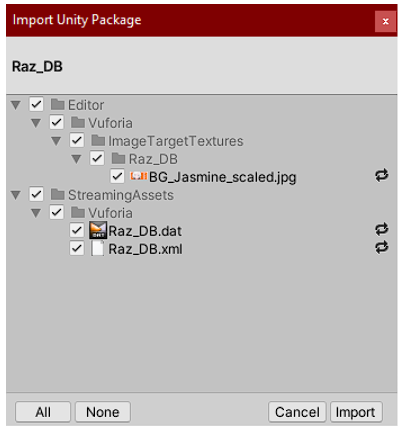 Import Unity Package
x
Raz_DB
Editor
Vuforia
ImageTargetTextures
Raz_DB
BG_Jasmine_scaled.jpg
StreamingAssets
Vuforia
Raz_DB.dat
Raz_DB.xml
All None Cancel Import